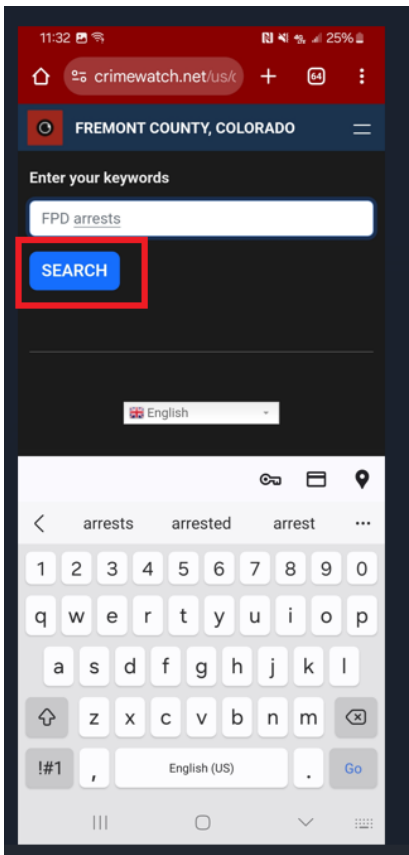 11:32 25%
crimewatch.net/us/c 64
FREMONT COUNTY, COLORADO
Enter your keywords
FPD arrests
SEARCH
English
arrests arrested arrest ...
1 2 3 4 5 6 7 8 9 0
q w e r t y u i o p
a s d f g h j k l
z x c v b n m
!#1 , English (US) . Go